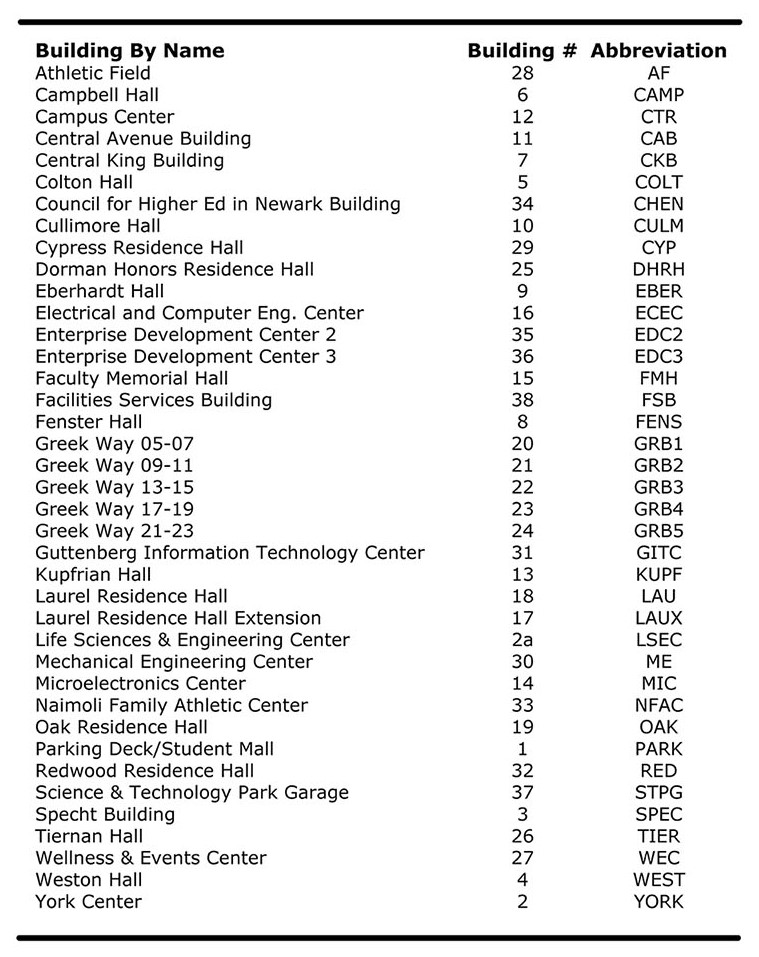 Building By Name Building # Abbreviation
Athletic Field 28 AF
Campbell Hall 6 CAMP
Campus Center 12 CTR
Central Avenue Building 11 CAB
Central King Building 7 CKB
Colton Hall 5 COLT
Council for Higher Ed in Newark Building 34 CHEN
Cullimore Hall 10 CULM
Cypress Residence Hall 29 CYP
Dorman Honors Residence Hall 25 DHRH
Eberhardt Hall 9 EBER
Electrical and Computer Eng. Center 16 ECEC
Enterprise Development Center 2 35 EDC2
Enterprise Development Center 3 36 EDC3
Faculty Memorial Hall 15 FMH
Facilities Services Building 38 FSB
Fenster Hall 8 FENS
Greek Way 05-07 20 GRB1
Greek Way 09-11 21 GRB2
Greek Way 13-15 22 GRB3
Greek Way 17-19 23 GRB4
Greek Way 21-23 24 GRB5
Guttenberg Information Technology Center 31 GITC
Kupfrian Hall 13 KUPF
Laurel Residence Hall 18 LAU
Laurel Residence Hall Extension 17 LAUX
Life Sciences & Engineering Center 2a LSEC
Mechanical Engineering Center 30 ME
Microelectronics Center 14 MIC
Naimoli Family Athletic Center 33 NFAC
Oak Residence Hall 19 OAK
Parking Deck/Student Mall 1 PARK
Redwood Residence Hall 32 RED
Science & Technology Park Garage 37 STPG
Specht Building 3 SPEC
Tiernan Hall 26 TIER
Wellness & Events Center 27 WEC
Weston Hall 4 WEST
York Center 2 YORK